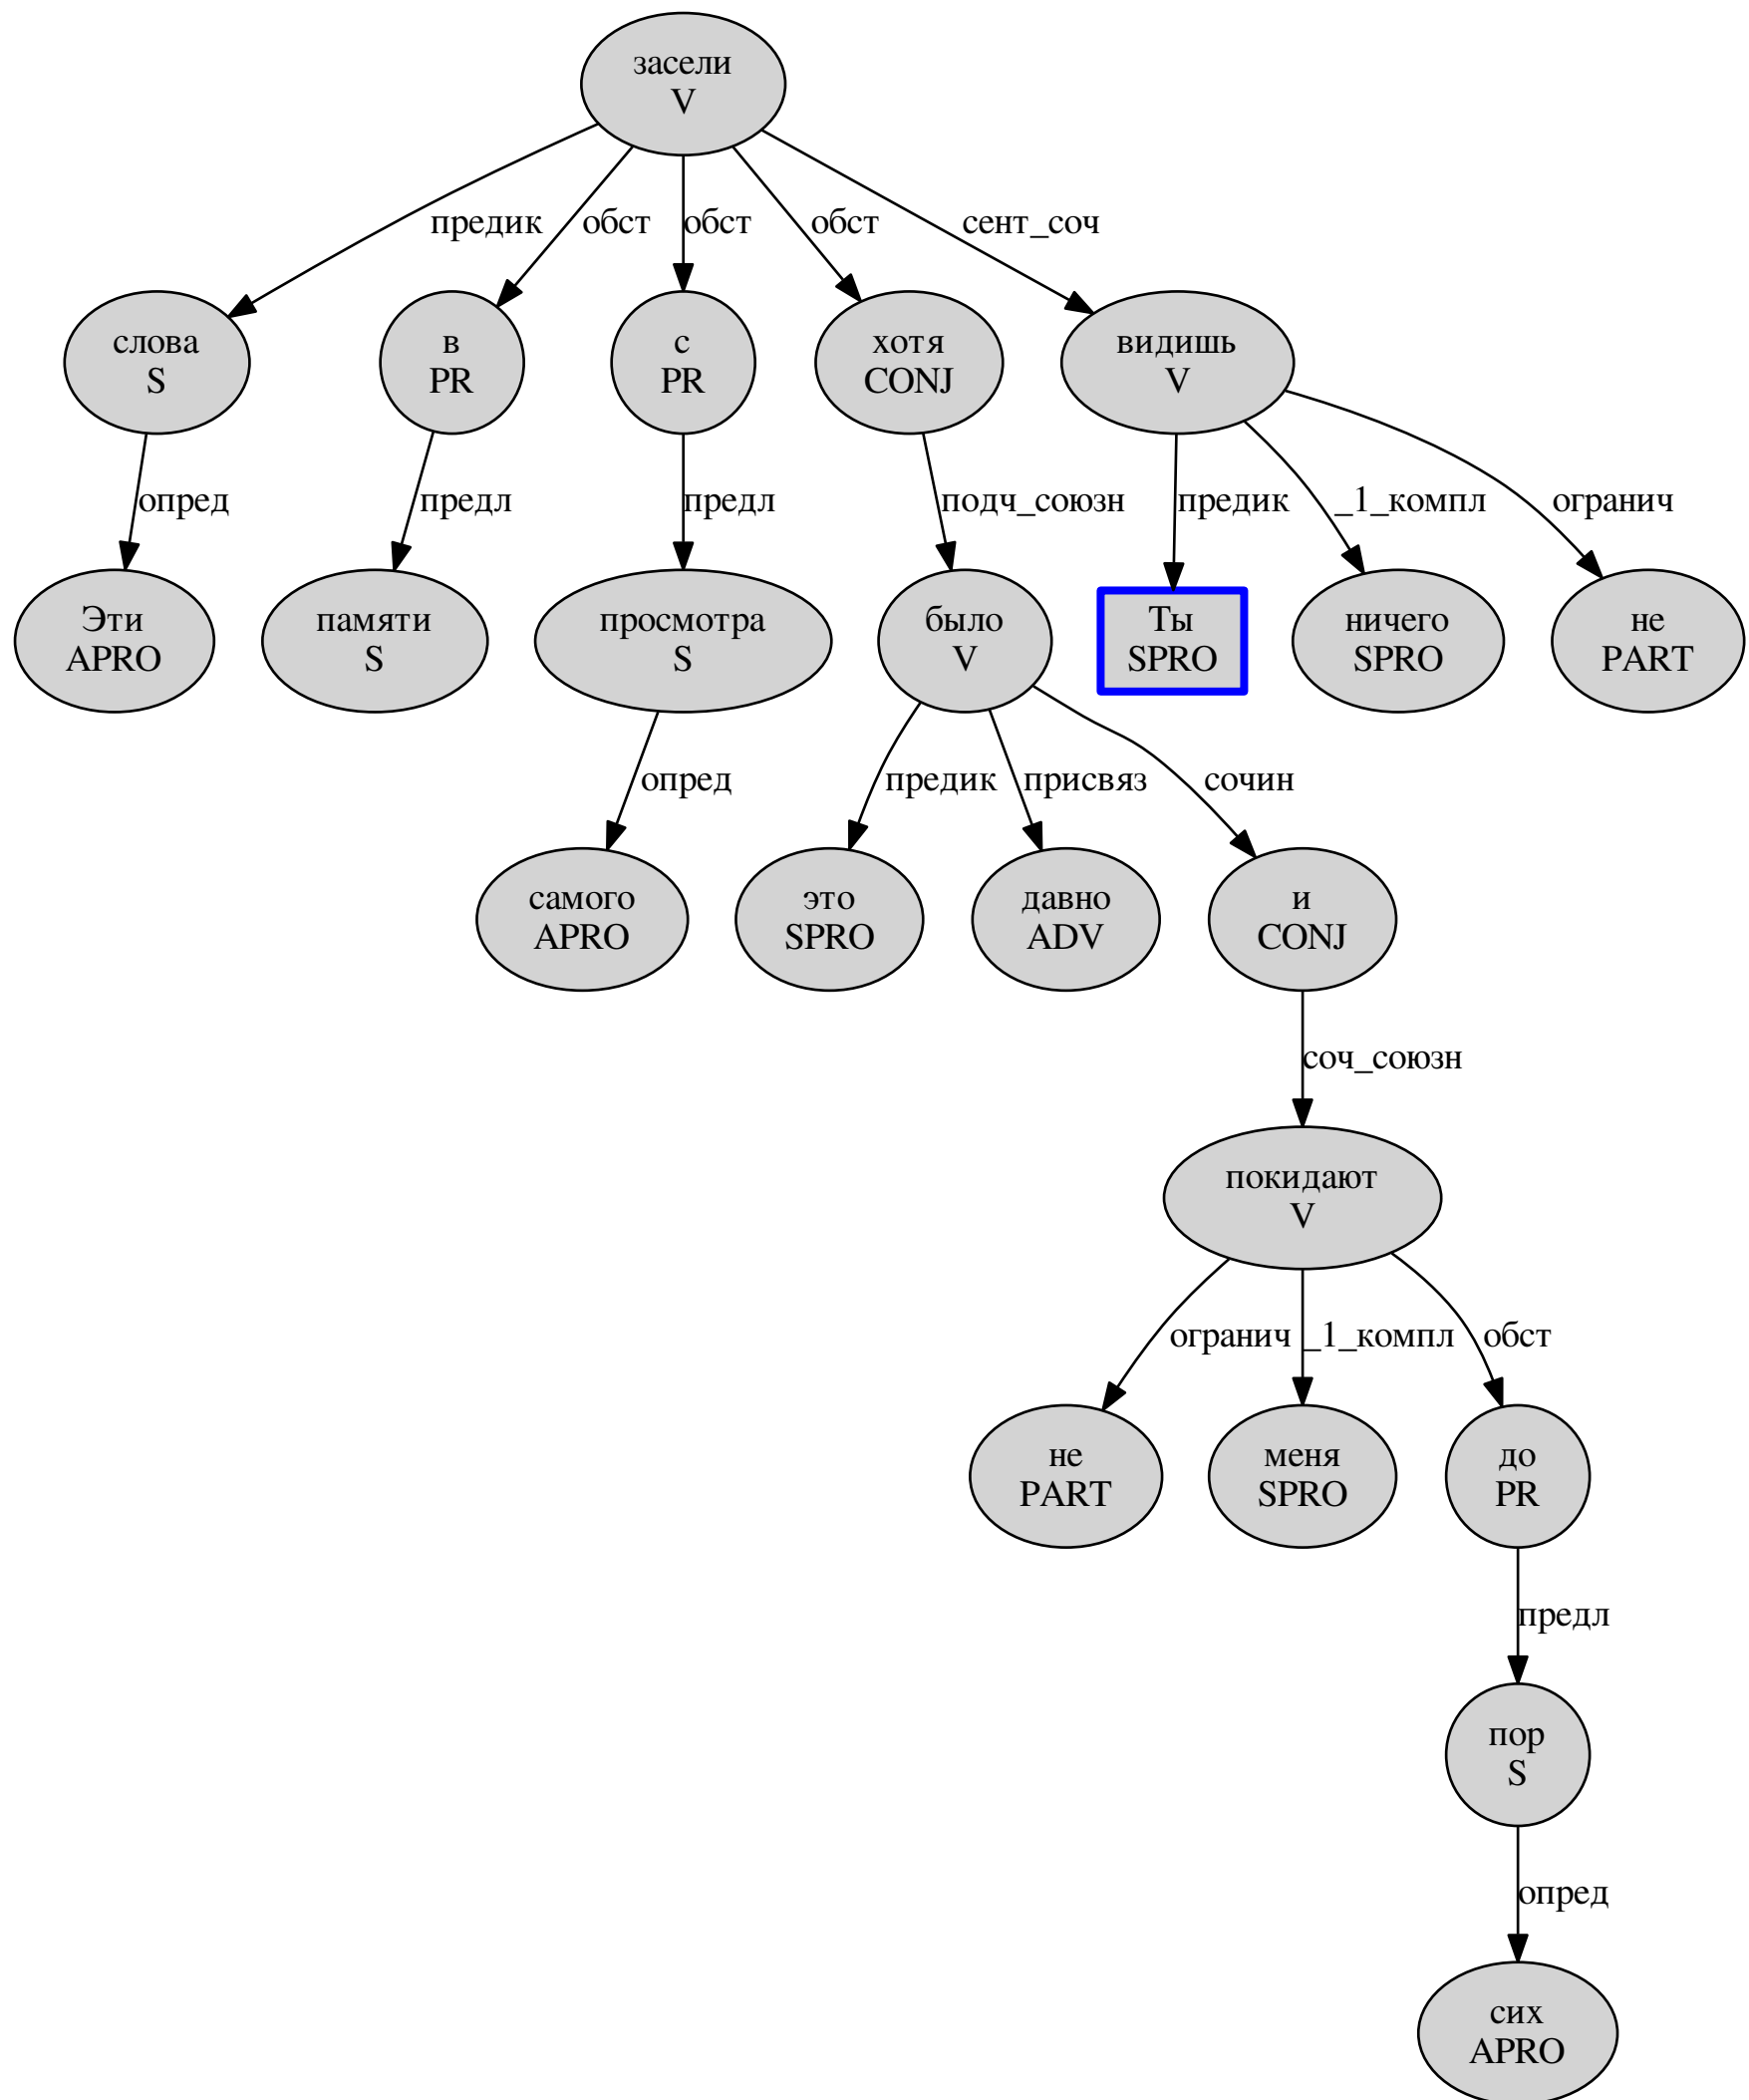 засели
V
предик
обст
обст
обст
сент_соч
слова
S
в
PR
с
PR
хотя
CONJ
видишь
V
опред
предл
предл
подч_союзн
предик
_1_компл
огранич
Эти
APRO
памяти
S
просмотра
S
было
V
Ты
SPRO
ничего
SPRO
не
PART
опред
предик
присвяз
сочин
самого
APRO
это
SPRO
давно
ADV
и
CONJ
соч_союзн
покидают
V
огранич
_1_компл
обст
не
PART
меня
SPRO
до
PR
предл
пор
S
опред
сих
APRO